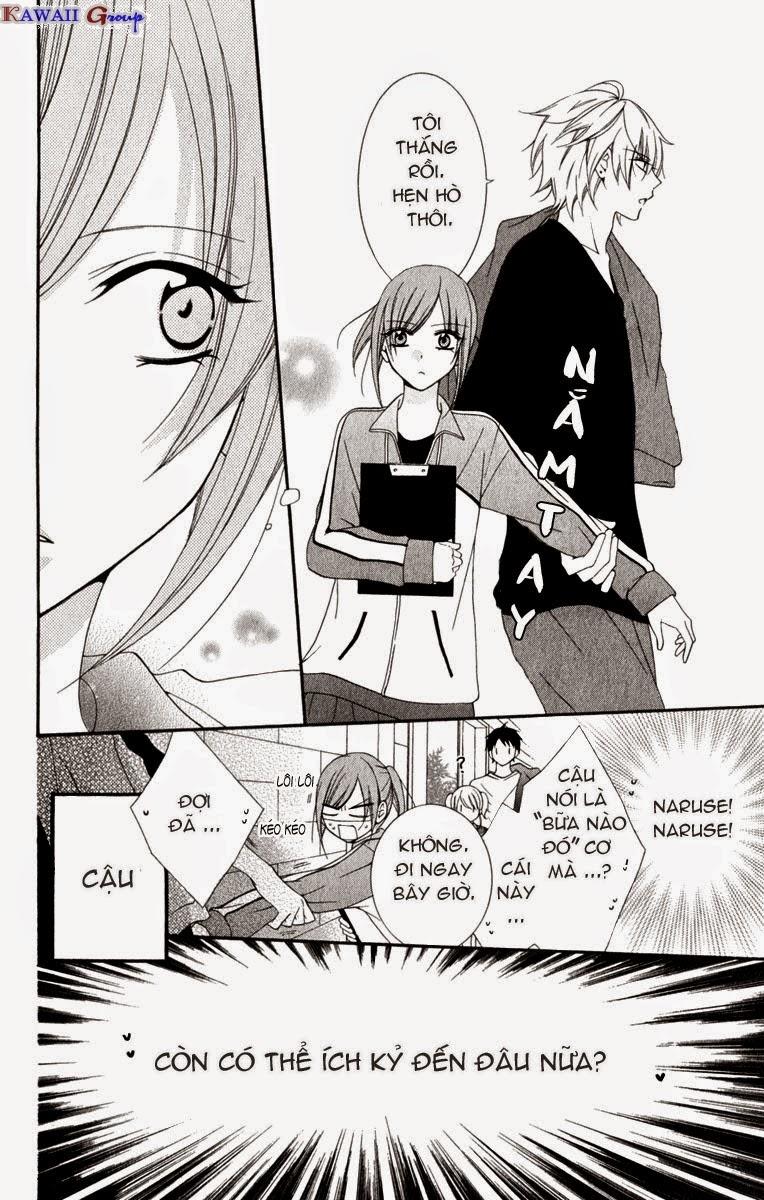 KAWAII Group
TÔI
THẮNG
RỒI,
HẸN HÒ
THÔI.
NẮM TAY
NARUSE!
NARUSE!
CẬU
NÓI LÀ
"BỮA NÀO
ĐÓ" CƠ
MÀ ...?
CÁI
NÀY
...
?
KHÔNG,
ĐI NGAY
BÂY GIỜ.
LÔI LÔI
KÉO KÉO
ĐỢI
ĐÃ ...
CẬU
CÒN CÓ THỂ ÍCH KỶ ĐẾN ĐÂU NỮA?